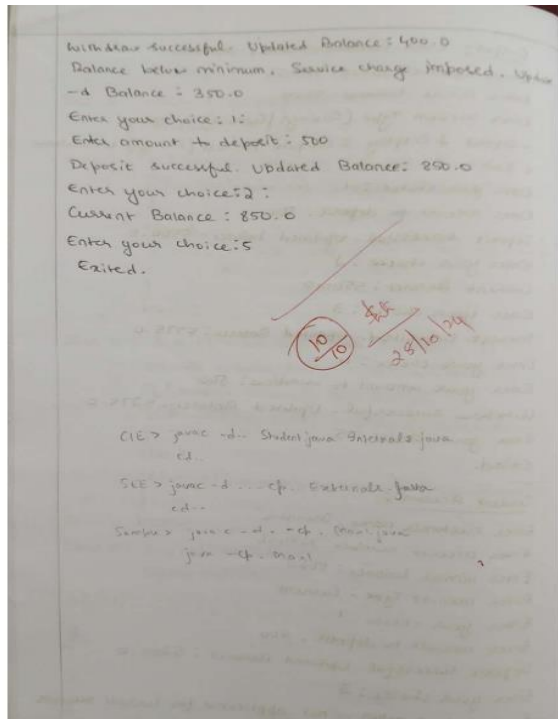 Withdraw successful. Updated Balance : 400.0
Balance below minimum. Service charge imposed. Update
-d Balance : 350.0
Enter your choice : 1:
Enter amount to deposit : 500
Deposit successful. Updated Balance: 850.0
Enter your choice:2 :
Current Balance : 850.0
Enter your choice:5
Exited.
10/10
25/10/24
CIE > javac -d .. Student.java Internals.java
cd..
SEE > javac -d .. -cp .. Externals.java
cd..
Sample > javac -d . -cp . Main.java
java -cp . Main